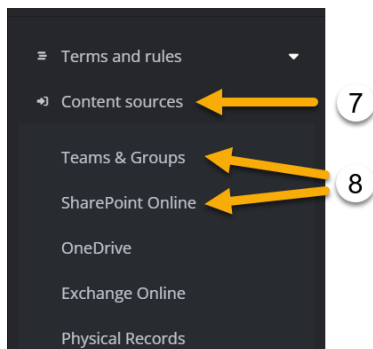 Terms and rules
Content sources
7
Teams & Groups
8
SharePoint Online
OneDrive
Exchange Online
Physical Records